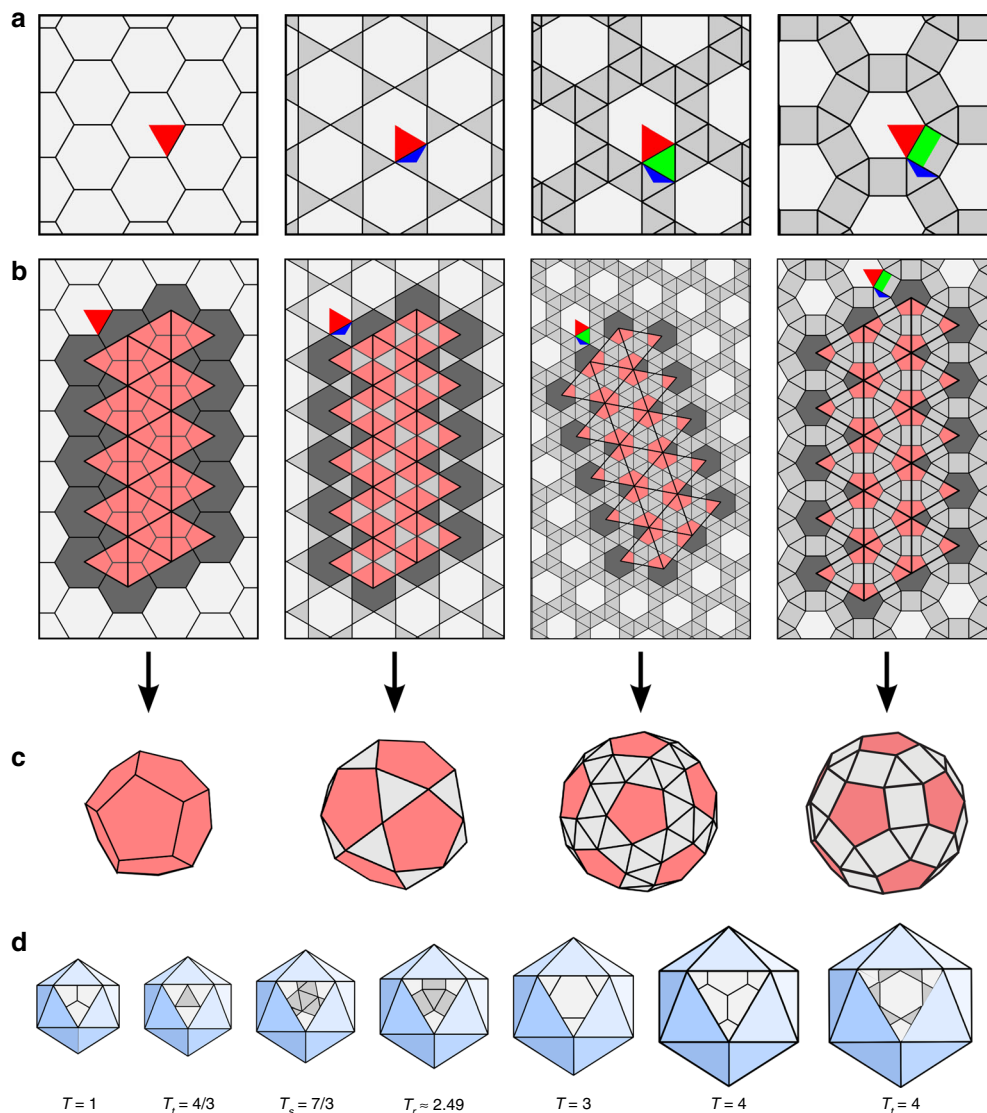 a
b
c
d
T = 1
Tₜ = 4/3
Tₛ = 7/3
Tᵣ ≈ 2.49
T = 3
T = 4
Tₜ = 4